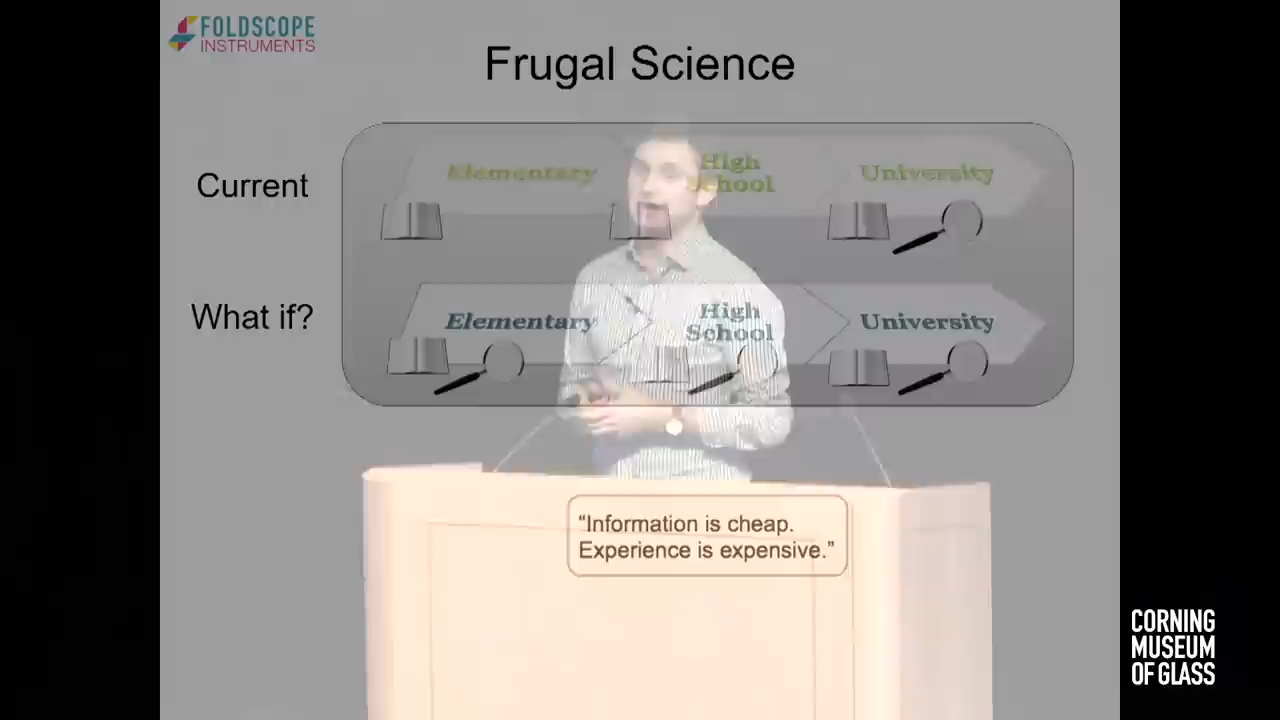 FOLDSCOPE
INSTRUMENTS
Frugal Science
Current
Elementary
High
School
University
What if?
Elementary
High
School
University
“Information is cheap.
Experience is expensive.”
CORNING
MUSEUM
OF GLASS